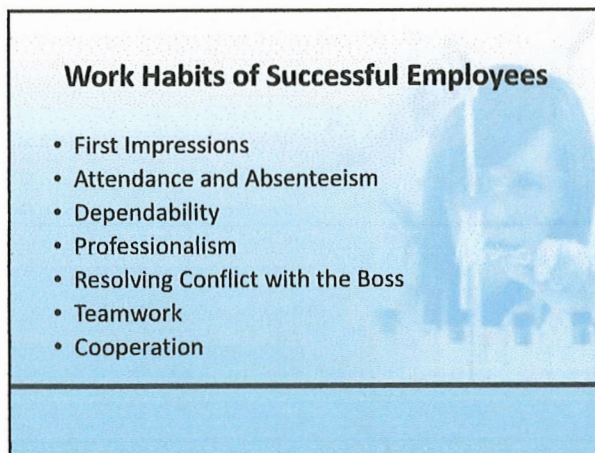 Work Habits of Successful Employees
• First Impressions
• Attendance and Absenteeism
• Dependability
• Professionalism
• Resolving Conflict with the Boss
• Teamwork
• Cooperation